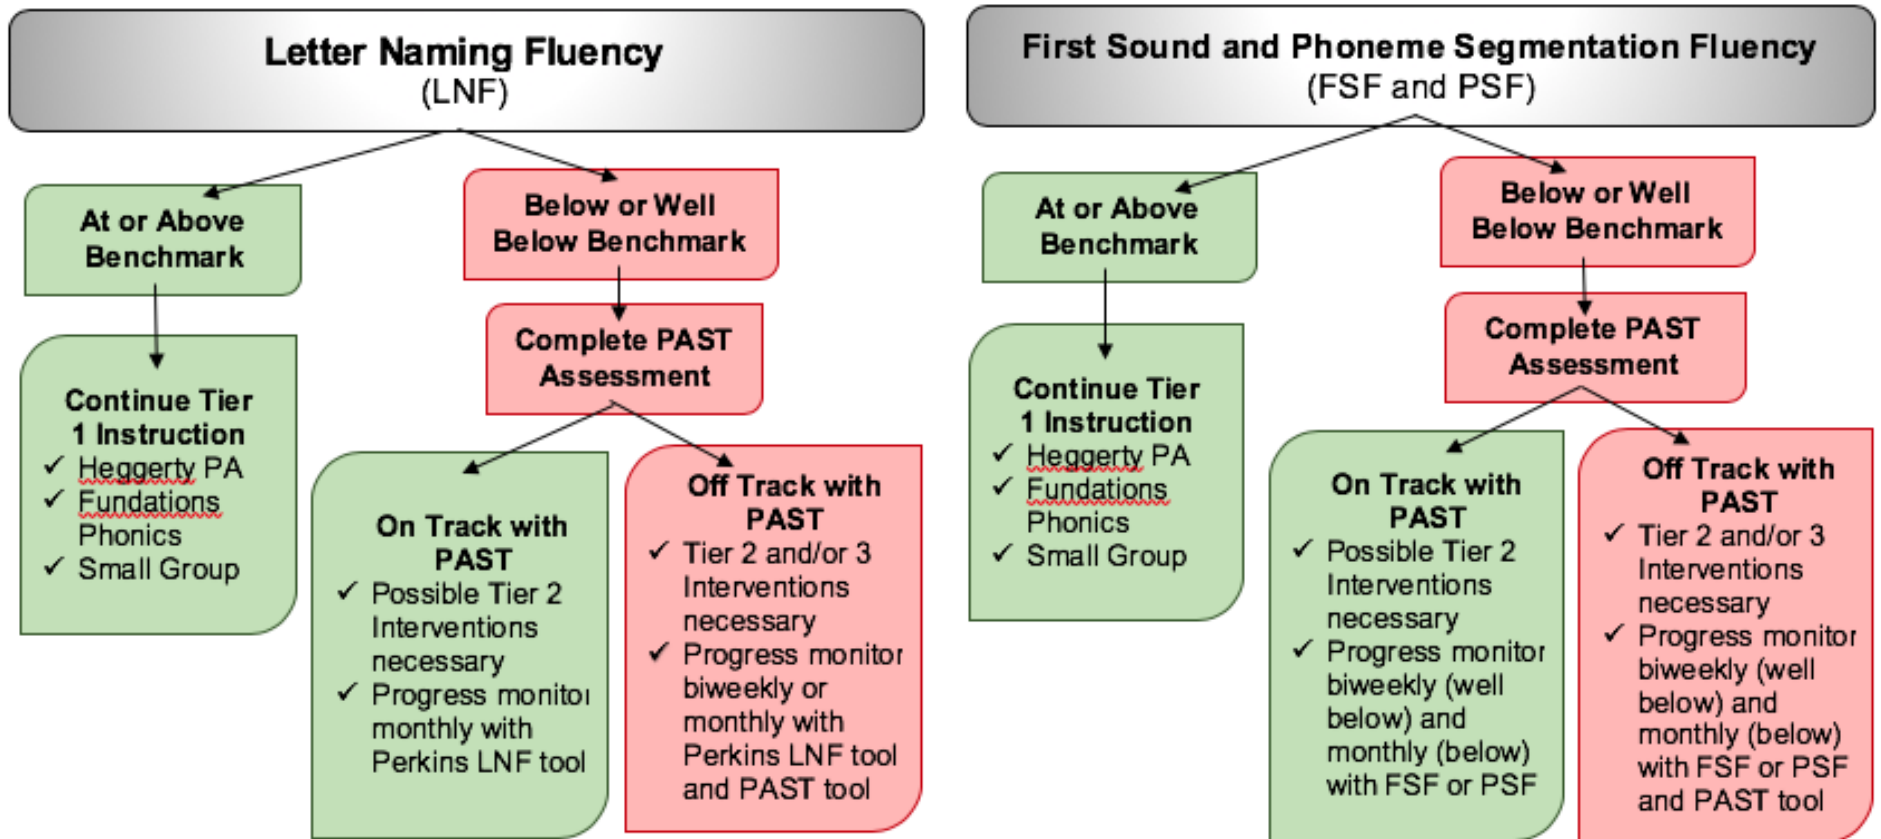 Letter Naming Fluency
(LNF)
At or Above
Benchmark
Below or Well
Below Benchmark
Continue Tier
1 Instruction
✓ Heggerty PA
✓ Fundations
Phonics
✓ Small Group
Complete PAST
Assessment
On Track with
PAST
✓ Possible Tier 2
Interventions
necessary
✓ Progress monitor
monthly with
Perkins LNF tool
Off Track with
PAST
✓ Tier 2 and/or 3
Interventions
necessary
✓ Progress monitor
biweekly or
monthly with
Perkins LNF tool
and PAST tool
First Sound and Phoneme Segmentation Fluency
(FSF and PSF)
At or Above
Benchmark
Below or Well
Below Benchmark
Continue Tier
1 Instruction
✓ Heggerty PA
✓ Fundations
Phonics
✓ Small Group
Complete PAST
Assessment
On Track with
PAST
✓ Possible Tier 2
Interventions
necessary
✓ Progress monitor
biweekly (well
below) and
monthly (below)
with FSF or PSF
Off Track with
PAST
✓ Tier 2 and/or 3
Interventions
necessary
✓ Progress monitor
biweekly (well
below) and
monthly (below)
with FSF or PSF
and PAST tool